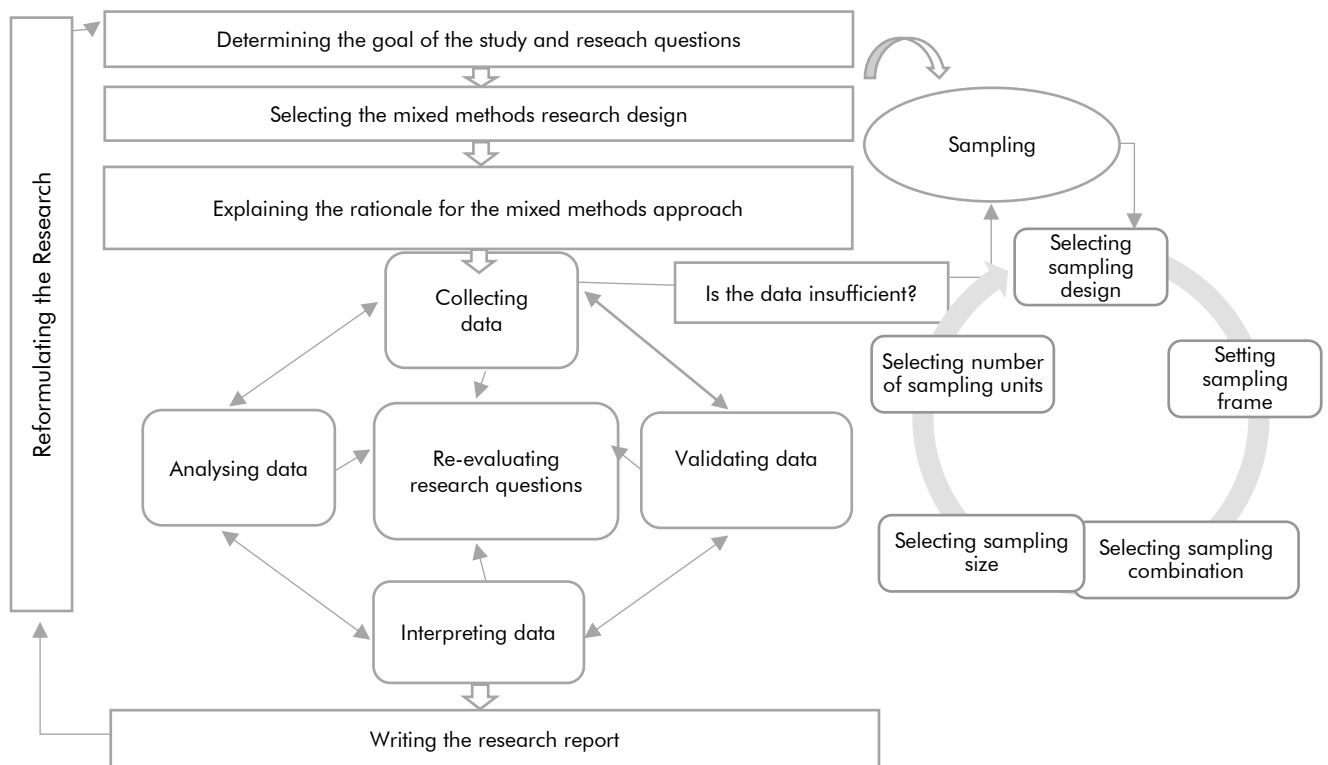 Determining the goal of the study and reseach questions
Selecting the mixed methods research design
Explaining the rationale for the mixed methods approach
Reformulating the Research
Collecting
data
Is the data insufficient?
Analysing data
Re-evaluating
research questions
Validating data
Interpreting data
Writing the research report
Sampling
Selecting
sampling
design
Setting
sampling
frame
Selecting sampling
combination
Selecting sampling
size
Selecting number
of sampling units